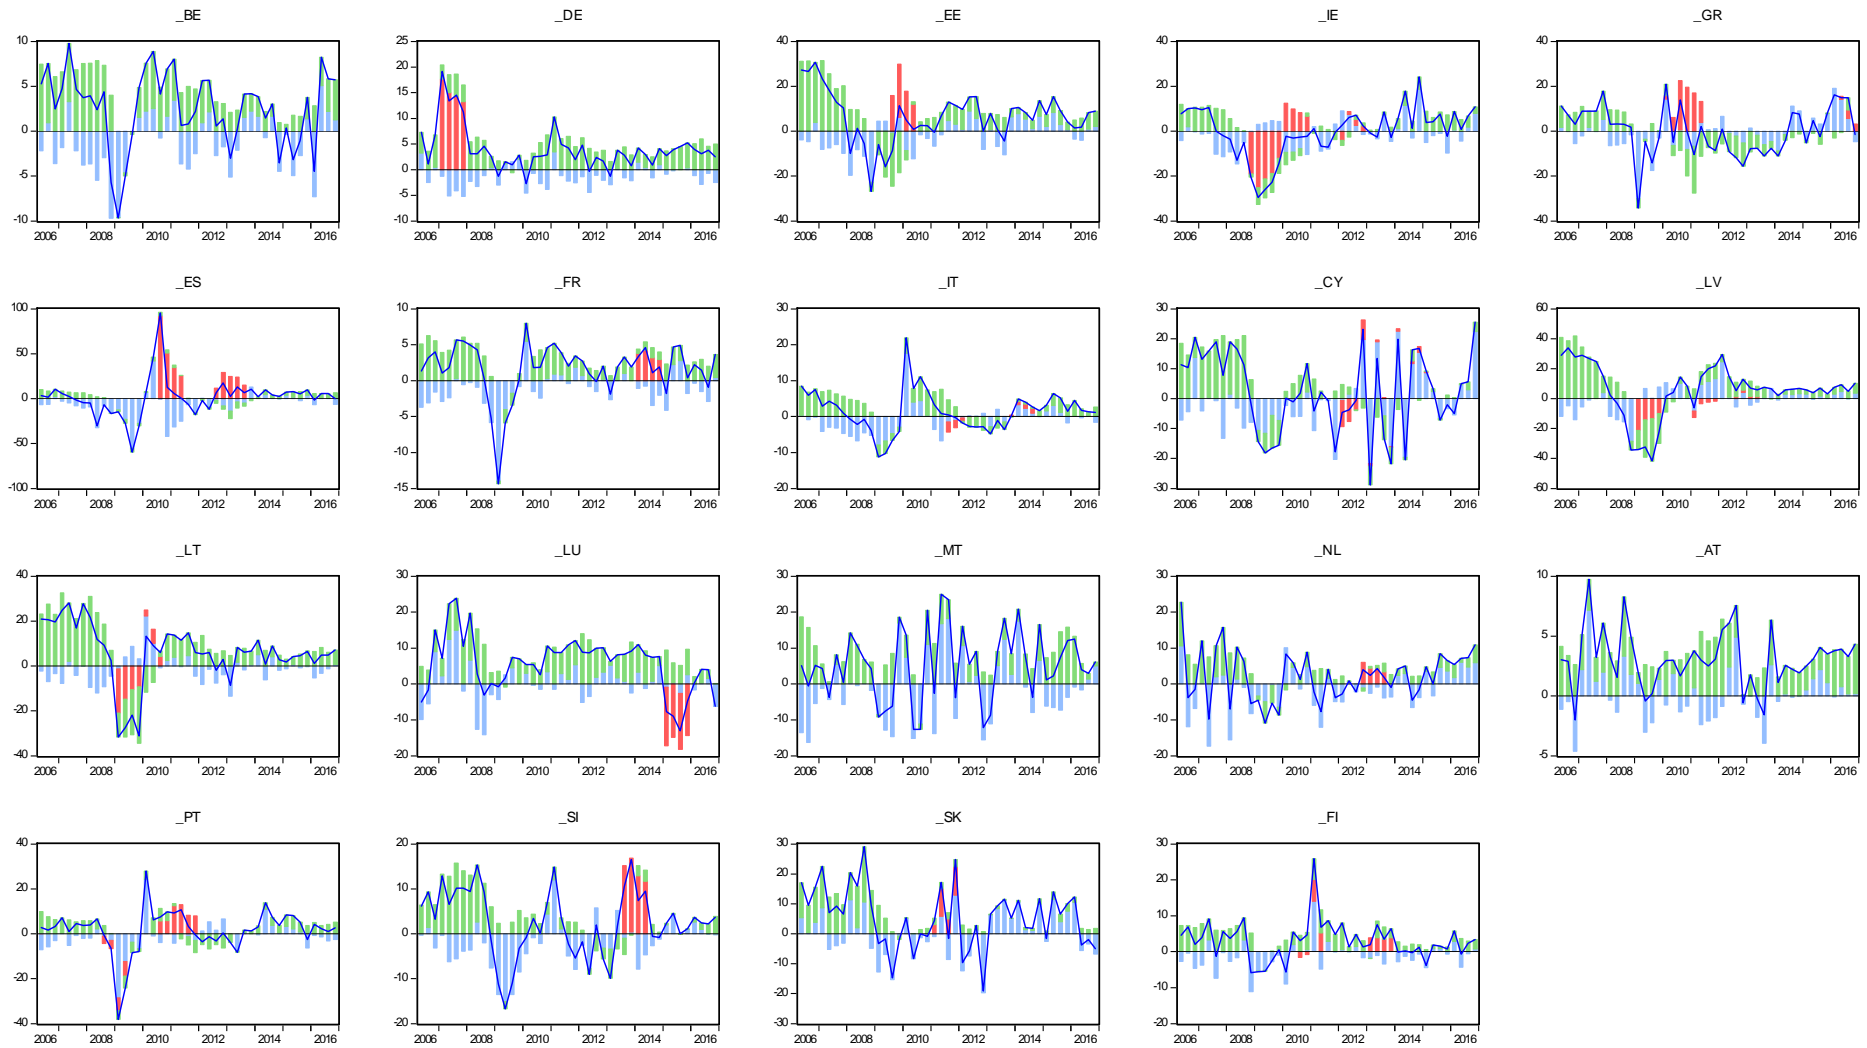 _BE _DE _EE _IE _GR
10 25 40 40 40
20
5 15 20 20 20
10
0 5 0 0 0
0
-5 -5 -20 -20 -20
-10 -10 -40 -40 -40
2006 2008 2010 2012 2014 2016 2006 2008 2010 2012 2014 2016 2006 2008 2010 2012 2014 2016 2006 2008 2010 2012 2014 2016 2006 2008 2010 2012 2014 2016
_ES _FR _IT _CY _LV
100 10 30 30 60
5 20 20 40
50 10 10 20
0 0 0 0 0
-5 -10 -20
-50 -10 -10 -20 -40
-100 -15 -20 -30 -60
2006 2008 2010 2012 2014 2016 2006 2008 2010 2012 2014 2016 2006 2008 2010 2012 2014 2016 2006 2008 2010 2012 2014 2016 2006 2008 2010 2012 2014 2016
_LT _LU _MT _NL _AT
40 30 30 30 10
20 20 20 20 5
10 10 10
0 0 0 0 0
-20 -10 -10 -10
-40 -20 -20 -20 -5
2006 2008 2010 2012 2014 2016 2006 2008 2010 2012 2014 2016 2006 2008 2010 2012 2014 2016 2006 2008 2010 2012 2014 2016 2006 2008 2010 2012 2014 2016
_PT _SI _SK _FI
40 20 30 30
20 10 20 20
10 10
0 0 0 0
-20 -10 -10 -10
-20
-40 -20 -30 -20
2006 2008 2010 2012 2014 2016 2006 2008 2010 2012 2014 2016 2006 2008 2010 2012 2014 2016 2006 2008 2010 2012 2014 2016